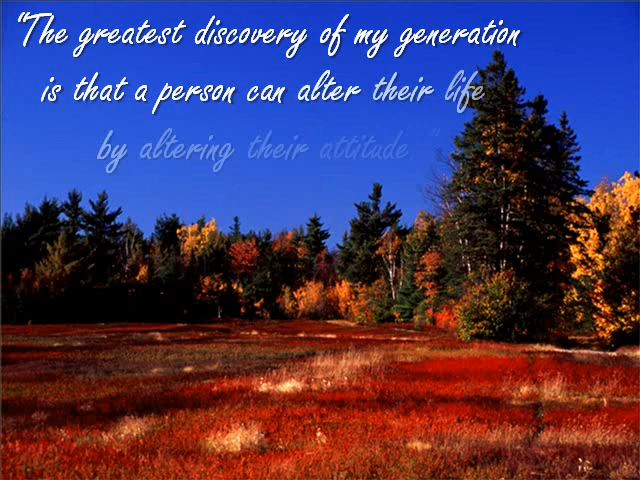 “The greatest discovery of my generation
is that a person can alter their life
by altering their attitude.”